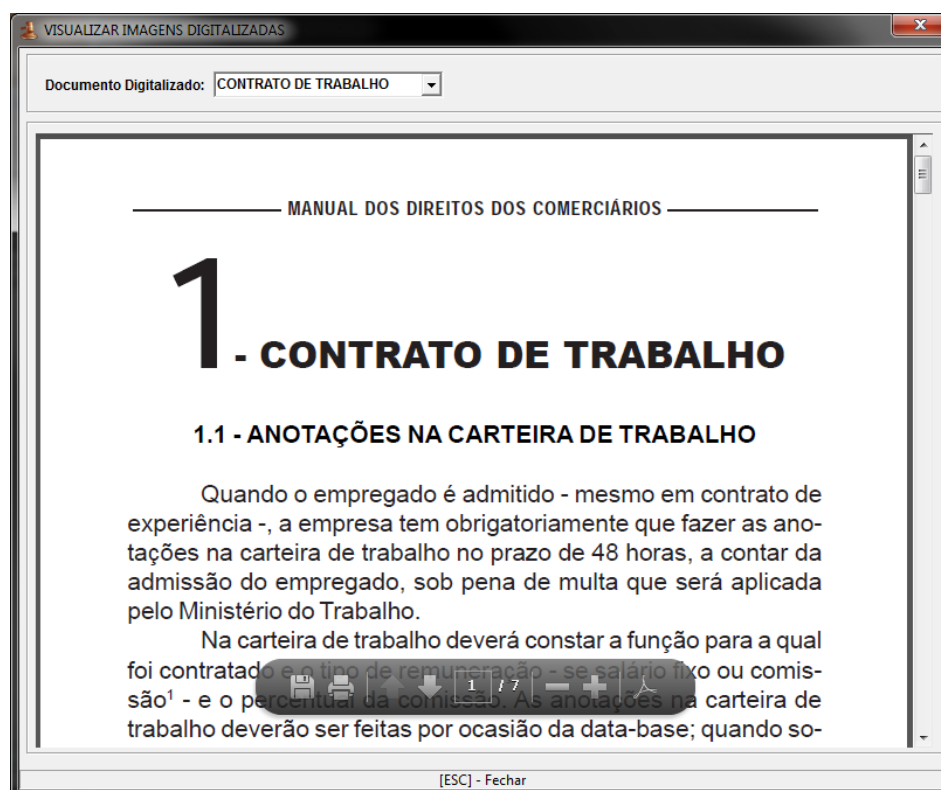 VISUALIZAR IMAGENS DIGITALIZADAS
Documento Digitalizado: CONTRATO DE TRABALHO
MANUAL DOS DIREITOS DOS COMERCIÁRIOS
1 - CONTRATO DE TRABALHO
1.1 - ANOTAÇÕES NA CARTEIRA DE TRABALHO
Quando o empregado é admitido - mesmo em contrato de
experiência -, a empresa tem obrigatoriamente que fazer as ano-
tações na carteira de trabalho no prazo de 48 horas, a contar da
admissão do empregado, sob pena de multa que será aplicada
pelo Ministério do Trabalho.
Na carteira de trabalho deverá constar a função para a qual
foi contratado e o tipo de remuneração - se salário fixo ou comis-
são¹ - e o percentual da comissão. As anotações na carteira de
1 / 7
trabalho deverão ser feitas por ocasião da data-base; quando so-
[ESC] - Fechar